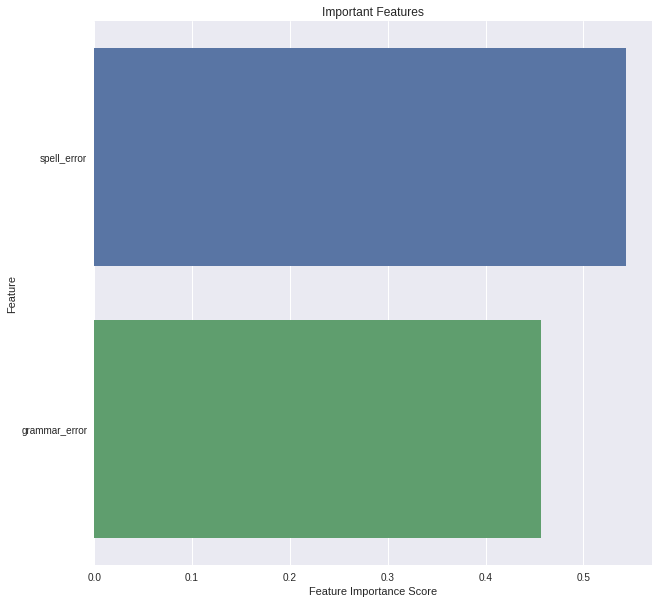 Important Features
spell_error
Feature
grammar_error
0.0 0.1 0.2 0.3 0.4 0.5
Feature Importance Score